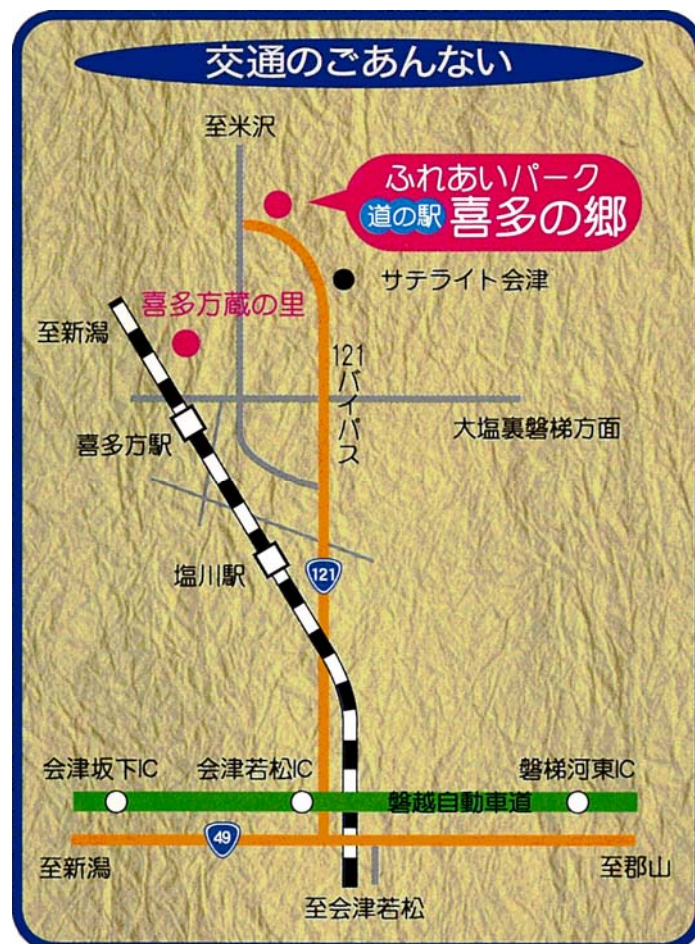 交通のごあんない
至米沢
ふれあいパーク
道の駅 喜多の郷
サテライト会津
喜多方蔵の里
至新潟
121バイパス
大塩裏磐梯方面
喜多方駅
塩川駅
121
会津坂下IC
会津若松IC
磐梯河東IC
磐越自動車道
49
至新潟
至郡山
至会津若松